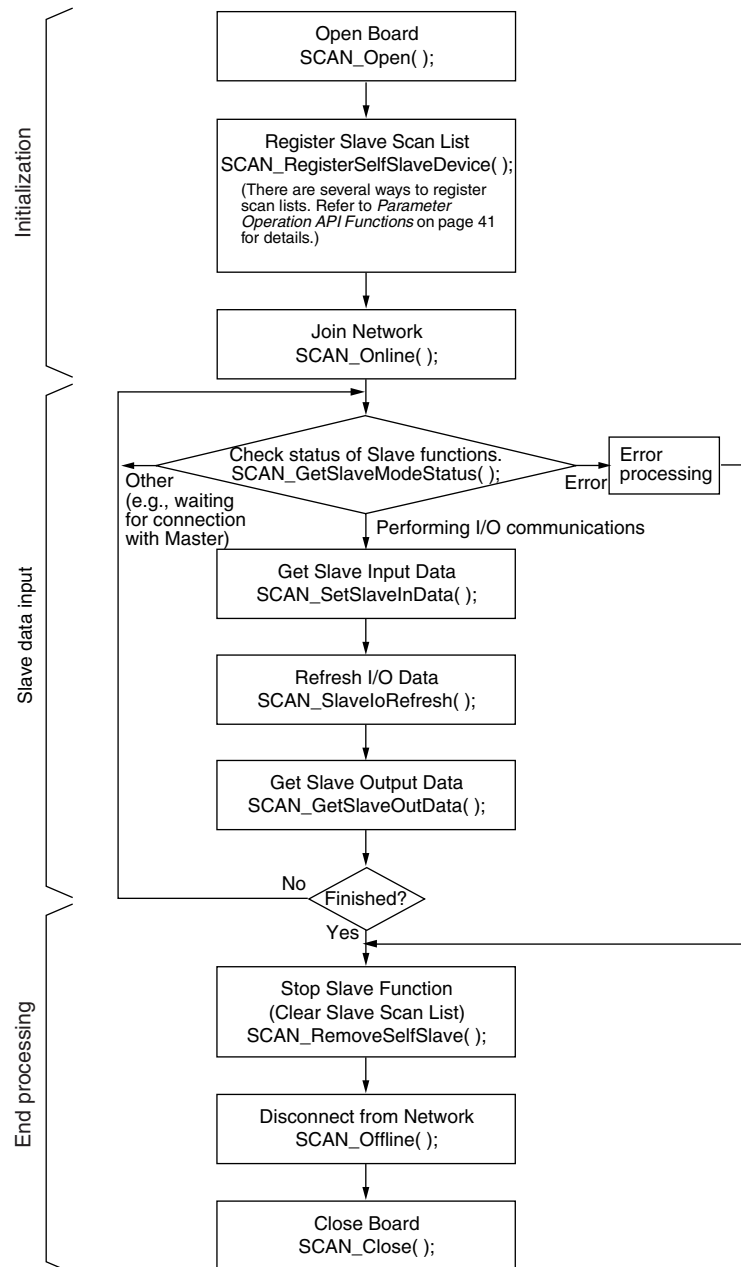 Open Board
SCAN_Open( );
Initialization
Register Slave Scan List
SCAN_RegisterSelfSlaveDevice( );
(There are several ways to register
scan lists. Refer to Parameter
Operation API Functions on page 41
for details.)
Join Network
SCAN_Online( );
Slave data input
Check status of Slave functions.
SCAN_GetSlaveModeStatus( );
Error
Error
processing
Other
(e.g., waiting
for connection
with Master)
Performing I/O communications
Get Slave Input Data
SCAN_SetSlaveInData( );
Refresh I/O Data
SCAN_SlaveIoRefresh( );
Get Slave Output Data
SCAN_GetSlaveOutData( );
No
Finished?
Yes
End processing
Stop Slave Function
(Clear Slave Scan List)
SCAN_RemoveSelfSlave( );
Disconnect from Network
SCAN_Offline( );
Close Board
SCAN_Close( );